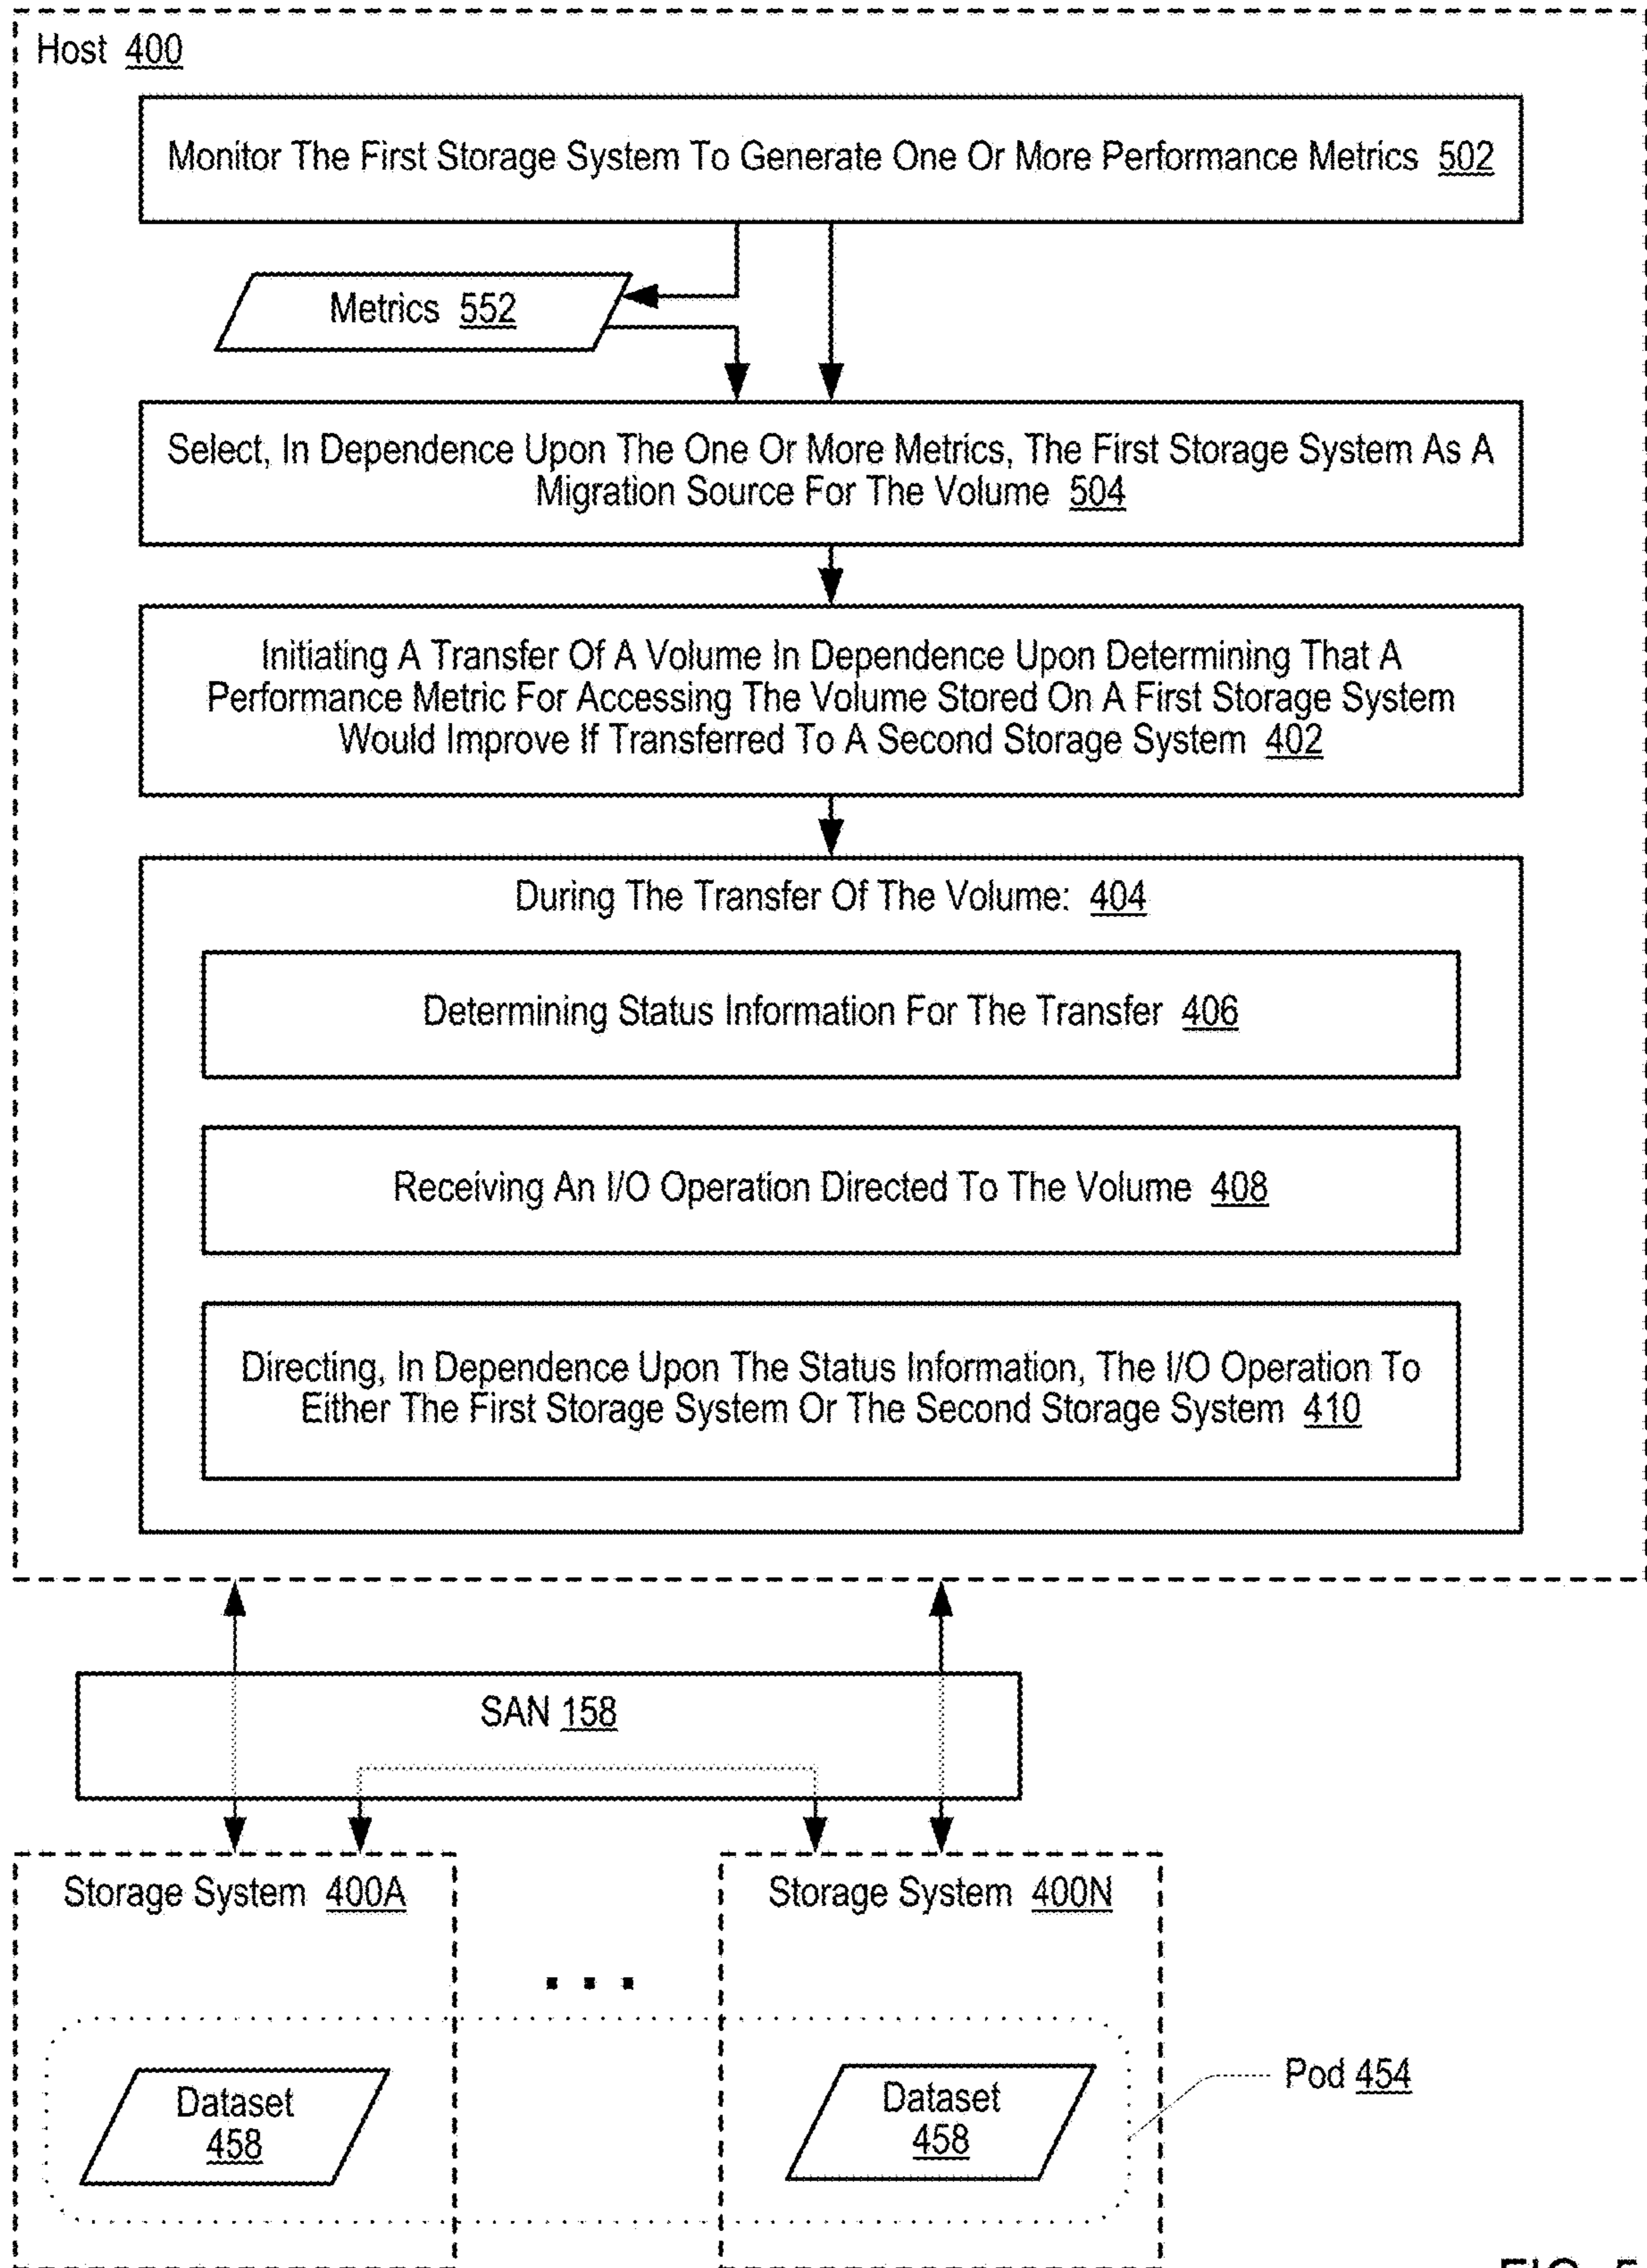 Host 400
Monitor The First Storage System To Generate One Or More Performance Metrics 502
Metrics 552
Select, In Dependence Upon The One Or More Metrics, The First Storage System As A
Migration Source For The Volume 504
Initiating A Transfer Of A Volume In Dependence Upon Determining That A
Performance Metric For Accessing The Volume Stored On A First Storage System
Would Improve If Transferred To A Second Storage System 402
During The Transfer Of The Volume: 404
Determining Status Information For The Transfer 406
Receiving An I/O Operation Directed To The Volume 408
Directing, In Dependence Upon The Status Information, The I/O Operation To
Either The First Storage System Or The Second Storage System 410
SAN 158
Storage System 400A
Storage System 400N
...
Dataset
458
Dataset
458
Pod 454